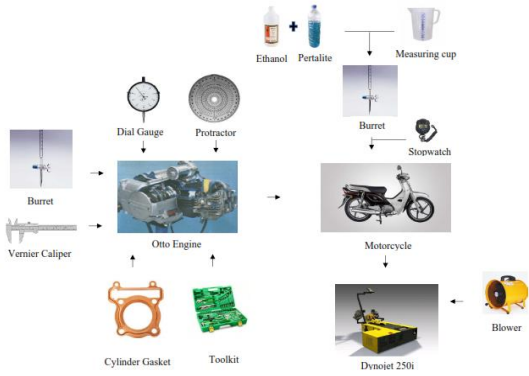 Ethanol
Pertalite
Measuring cup
Dial Gauge
Protractor
Burret
Stopwatch
Burret
Vernier Caliper
Otto Engine
Motorcycle
Cylinder Gasket
Toolkit
Dynojet 250i
Blower